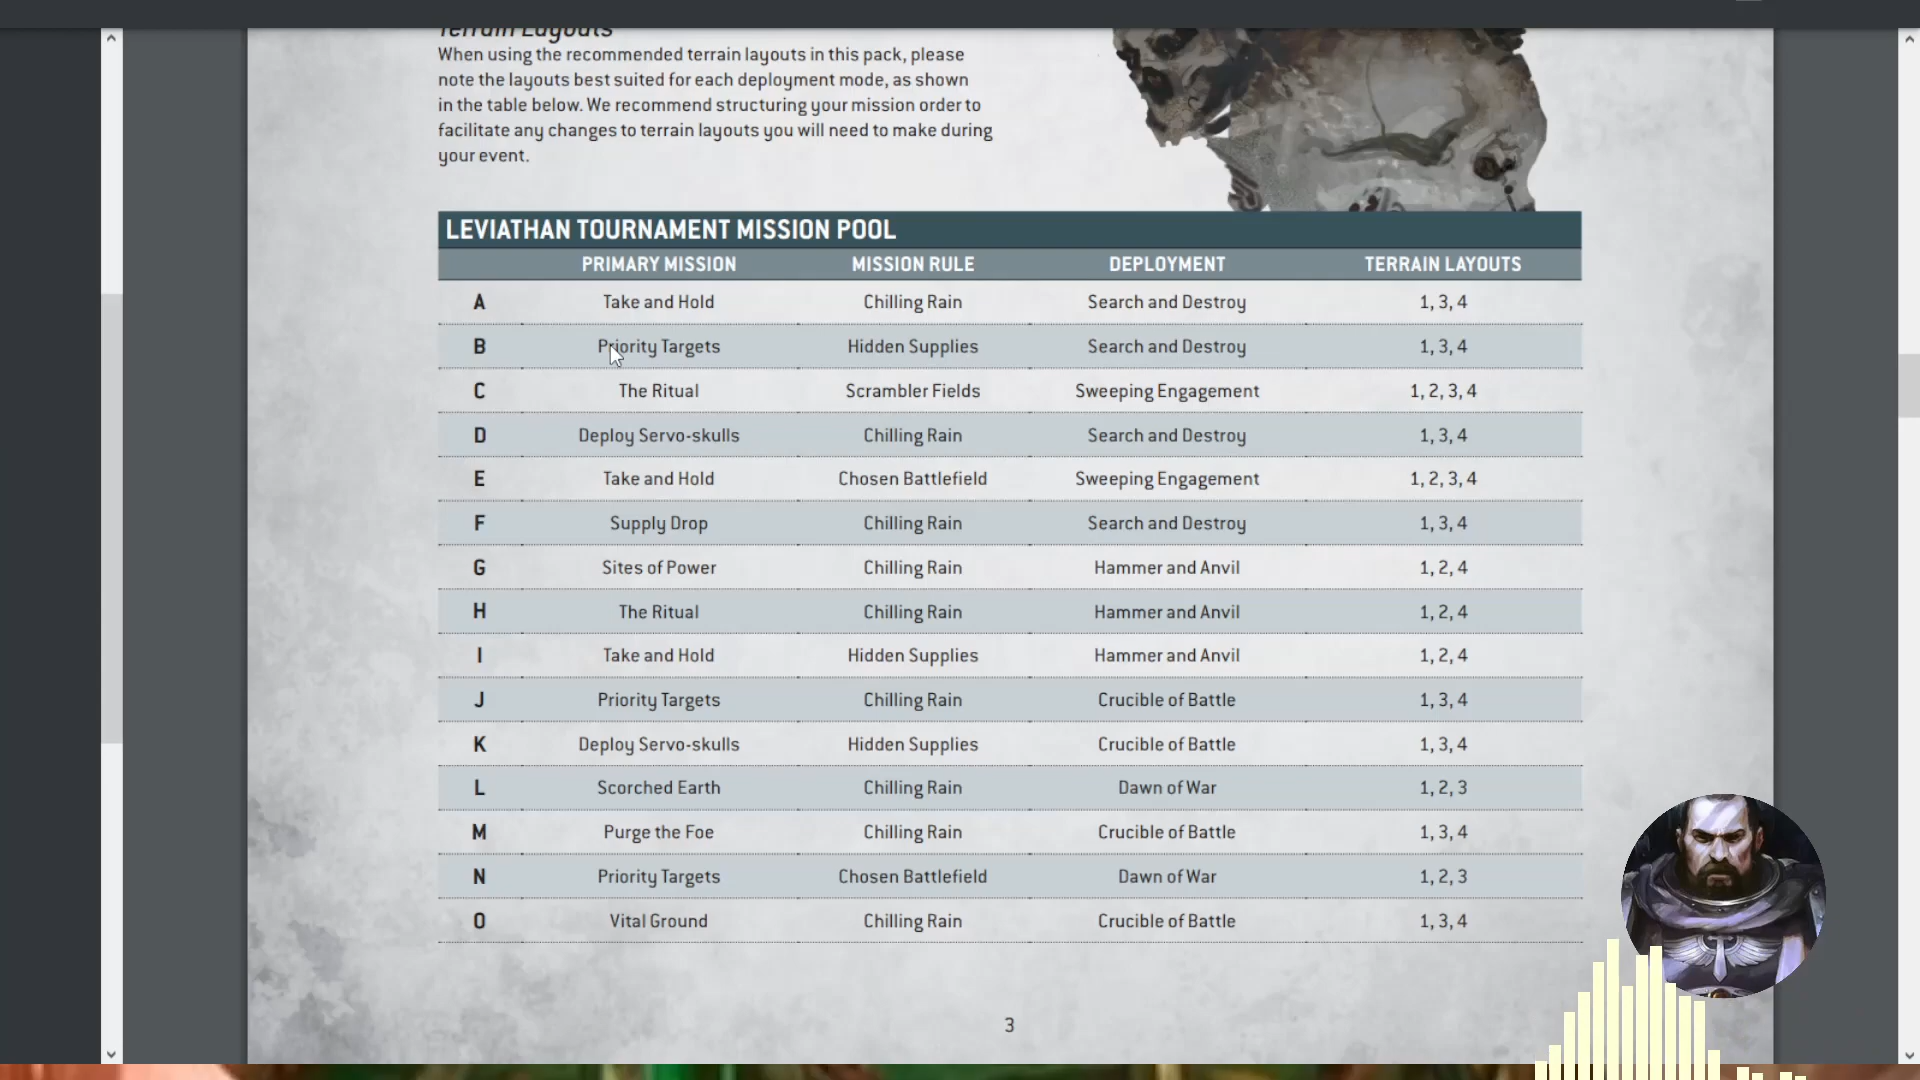 Terrain Layouts
When using the recommended terrain layouts in this pack, please
note the layouts best suited for each deployment mode, as shown
in the table below. We recommend structuring your mission order to
facilitate any changes to terrain layouts you will need to make during
your event.
LEVIATHAN TOURNAMENT MISSION POOL
PRIMARY MISSION MISSION RULE DEPLOYMENT TERRAIN LAYOUTS
A Take and Hold Chilling Rain Search and Destroy 1, 3, 4
B Priority Targets Hidden Supplies Search and Destroy 1, 3, 4
C The Ritual Scrambler Fields Sweeping Engagement 1, 2, 3, 4
D Deploy Servo-skulls Chilling Rain Search and Destroy 1, 3, 4
E Take and Hold Chosen Battlefield Sweeping Engagement 1, 2, 3, 4
F Supply Drop Chilling Rain Search and Destroy 1, 3, 4
G Sites of Power Chilling Rain Hammer and Anvil 1, 2, 4
H The Ritual Chilling Rain Hammer and Anvil 1, 2, 4
I Take and Hold Hidden Supplies Hammer and Anvil 1, 2, 4
J Priority Targets Chilling Rain Crucible of Battle 1, 3, 4
K Deploy Servo-skulls Hidden Supplies Crucible of Battle 1, 3, 4
L Scorched Earth Chilling Rain Dawn of War 1, 2, 3
M Purge the Foe Chilling Rain Crucible of Battle 1, 3, 4
N Priority Targets Chosen Battlefield Dawn of War 1, 2, 3
O Vital Ground Chilling Rain Crucible of Battle 1, 3, 4
3